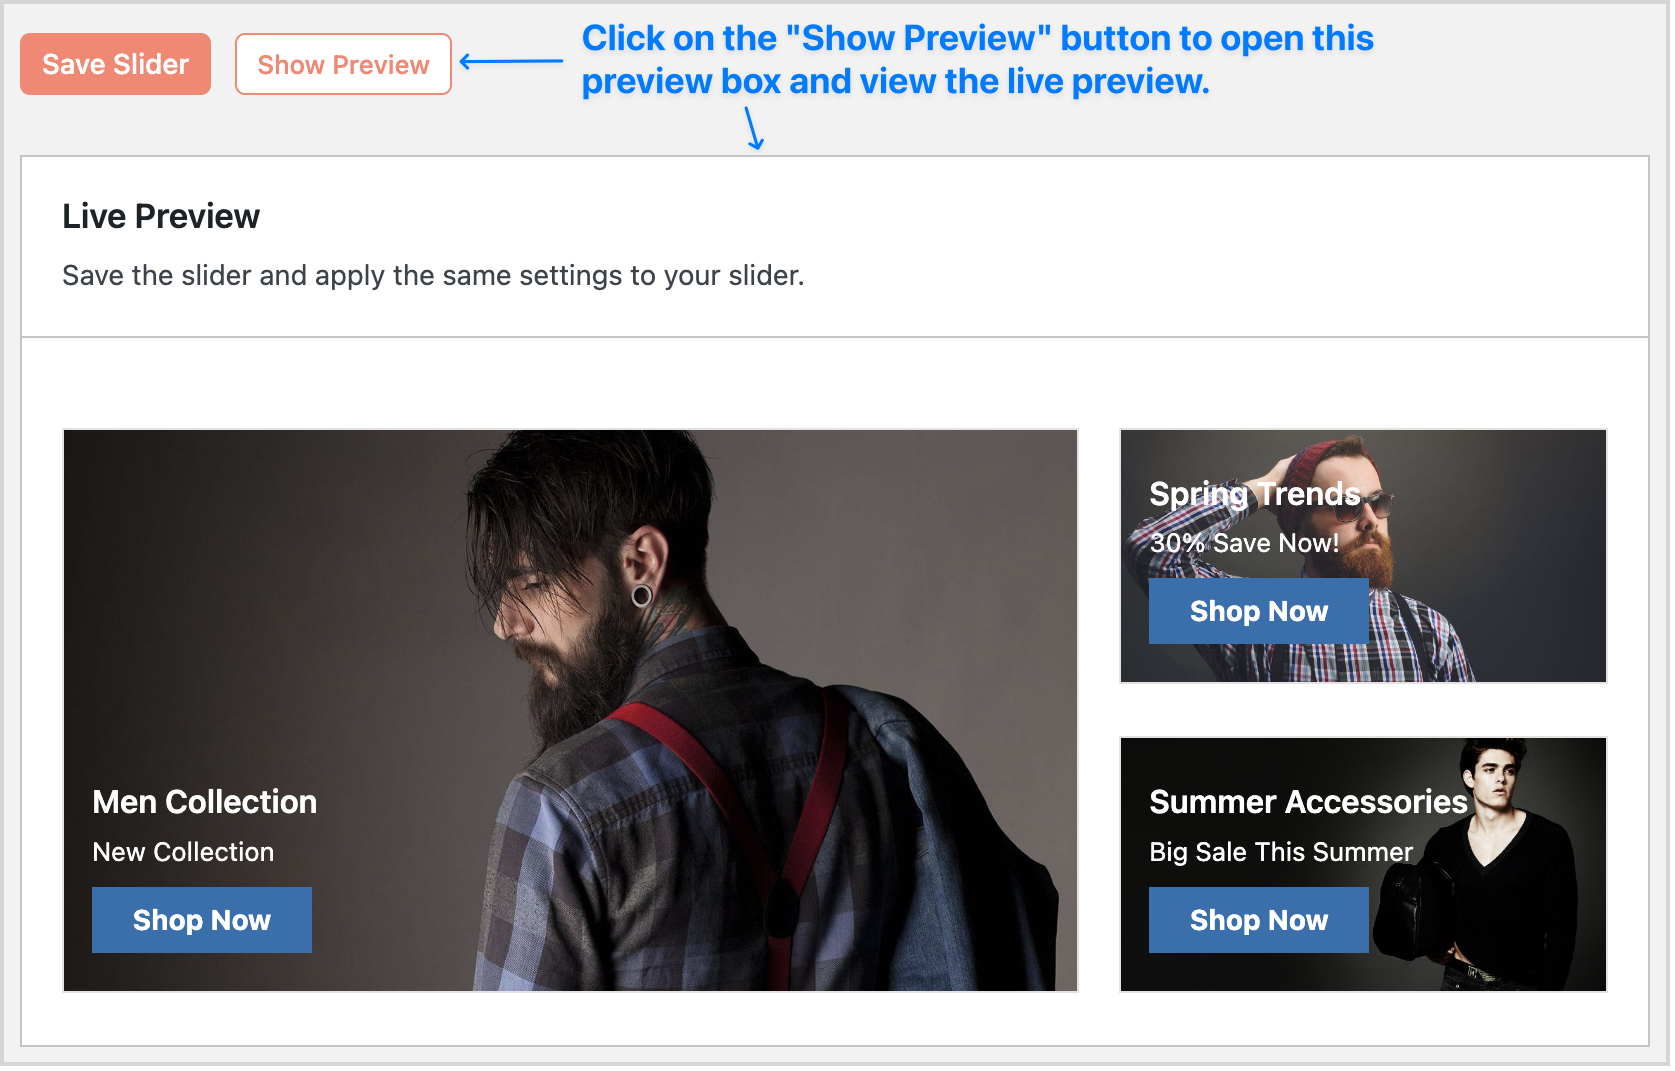 Save Slider
Show Preview
Click on the "Show Preview" button to open this
preview box and view the live preview.
Live Preview
Save the slider and apply the same settings to your slider.
Men Collection
New Collection
Shop Now
Spring Trends
30% Save Now!
Shop Now
Summer Accessories
Big Sale This Summer
Shop Now